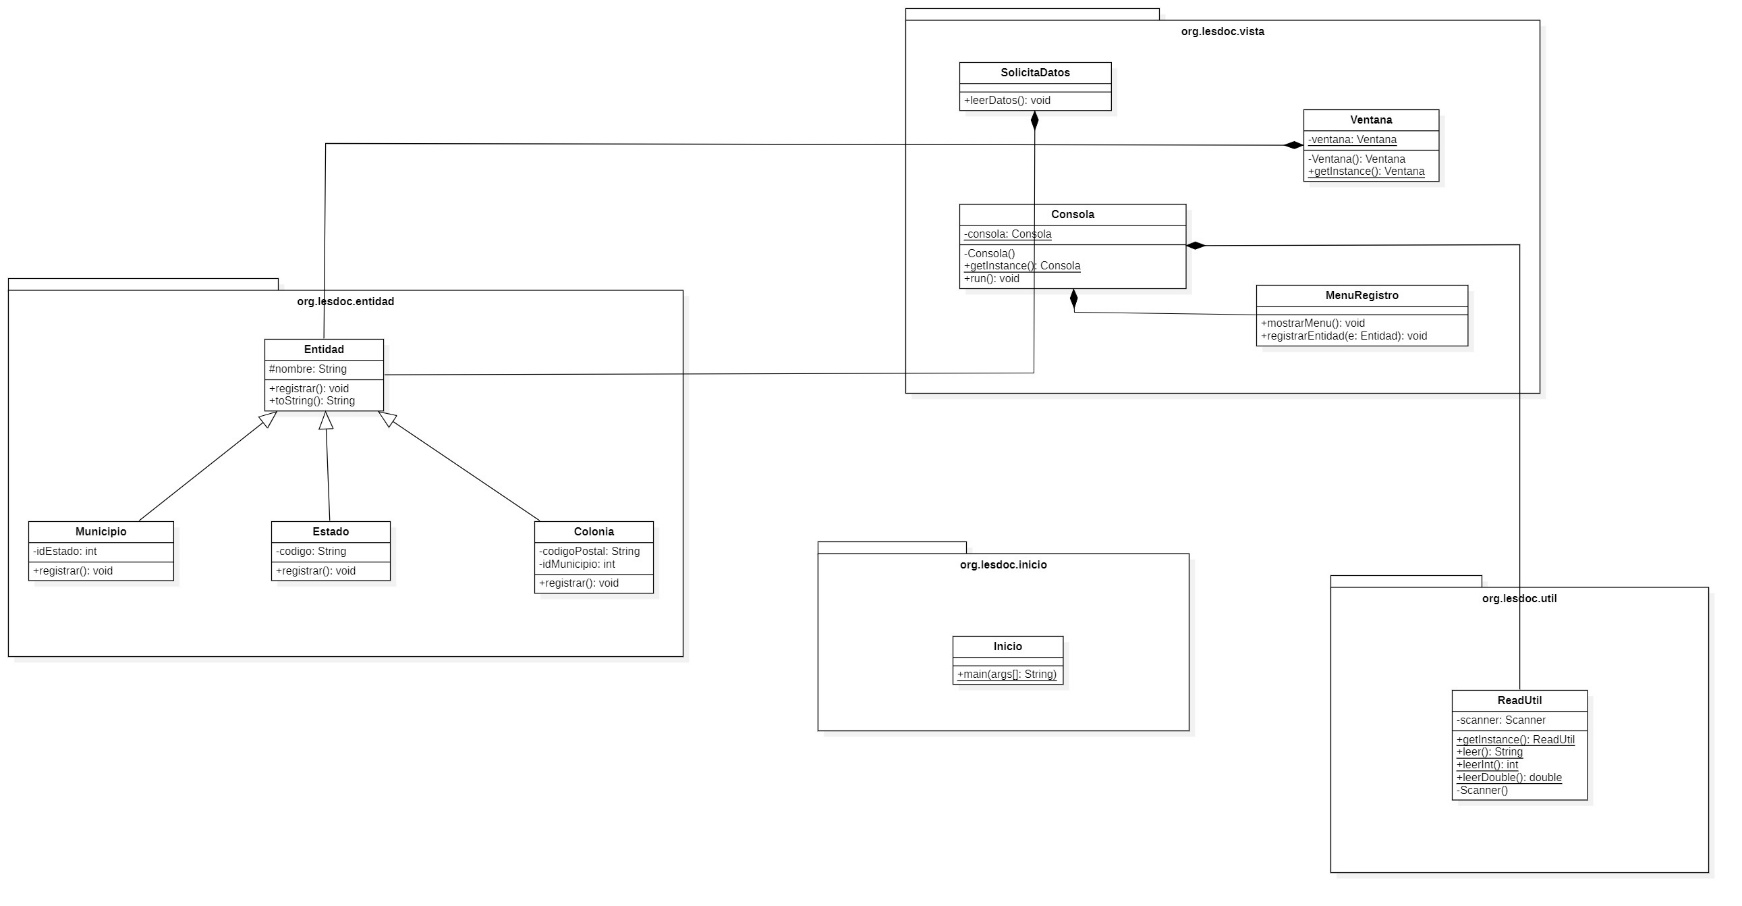 org.lesdoc.vista
SolicitaDatos
+leerDatos(): void
Ventana
-ventana: Ventana
-Ventana(): Ventana
+getInstance(): Ventana
Consola
-consola: Consola
-Consola()
+getInstance(): Consola
+run(): void
MenuRegistro
+mostrarMenu(): void
+registrarEntidad(e: Entidad): void
org.lesdoc.entidad
Entidad
#nombre: String
+registrar(): void
+toString(): String
Municipio
-idEstado: int
+registrar(): void
Estado
-codigo: String
+registrar(): void
Colonia
-codigoPostal: String
-idMunicipio: int
+registrar(): void
org.lesdoc.inicio
Inicio
+main(args[]: String)
org.lesdoc.util
ReadUtil
-scanner: Scanner
+getInstance(): ReadUtil
+leer(): String
+leerInt(): int
+leerDouble(): double
-Scanner()